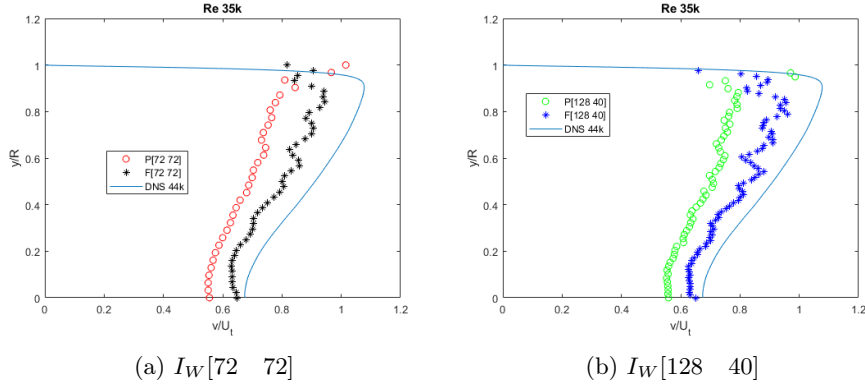 Re 35k
y/R
1.2
1
0.8
0.6
0.4
0.2
0
P[72 72]
F[72 72]
DNS 44k
0 0.2 0.4 0.6 0.8 1 1.2
v/U_t
(a) I_W[72 72]
Re 35k
y/R
1.2
1
0.8
0.6
0.4
0.2
0
P[128 40]
F[128 40]
DNS 44k
0 0.2 0.4 0.6 0.8 1 1.2
v/U_t
(b) I_W[128 40]